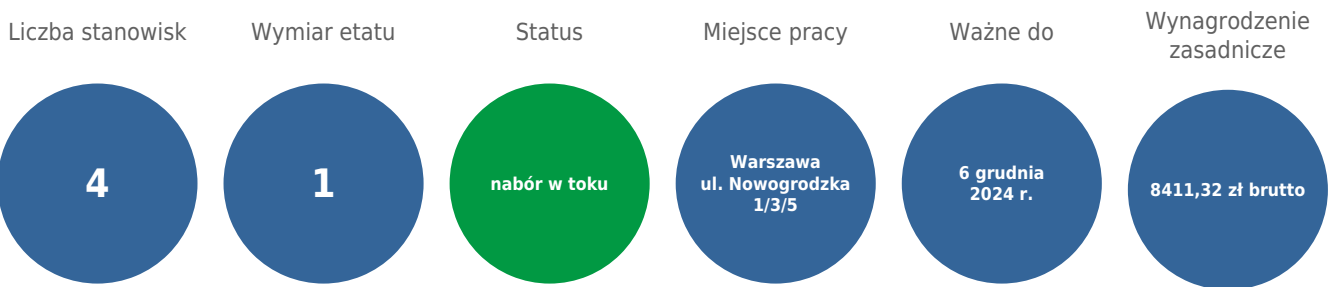 Liczba stanowisk
4
Wymiar etatu
1
Status
nabór w toku
Miejsce pracy
Warszawa
ul. Nowogrodzka
1/3/5
Ważne do
6 grudnia
2024 r.
Wynagrodzenie
zasadnicze
8411,32 zł brutto